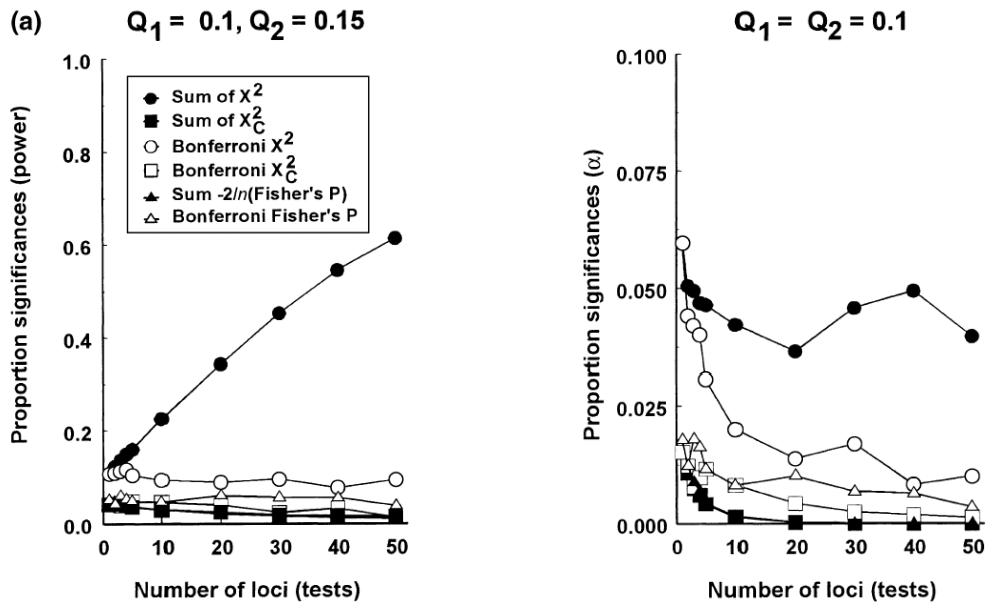 (a)
Q1 = 0.1, Q2 = 0.15
Proportion significances (power)
1.0
0.8
0.6
0.4
0.2
0.0
Sum of X²
Sum of X²C
Bonferroni X²
Bonferroni X²C
Sum -2/n(Fisher's P)
Bonferroni Fisher's P
0 10 20 30 40 50
Number of loci (tests)
Q1 = Q2 = 0.1
Proportion significances (α)
0.100
0.075
0.050
0.025
0.000
0 10 20 30 40 50
Number of loci (tests)